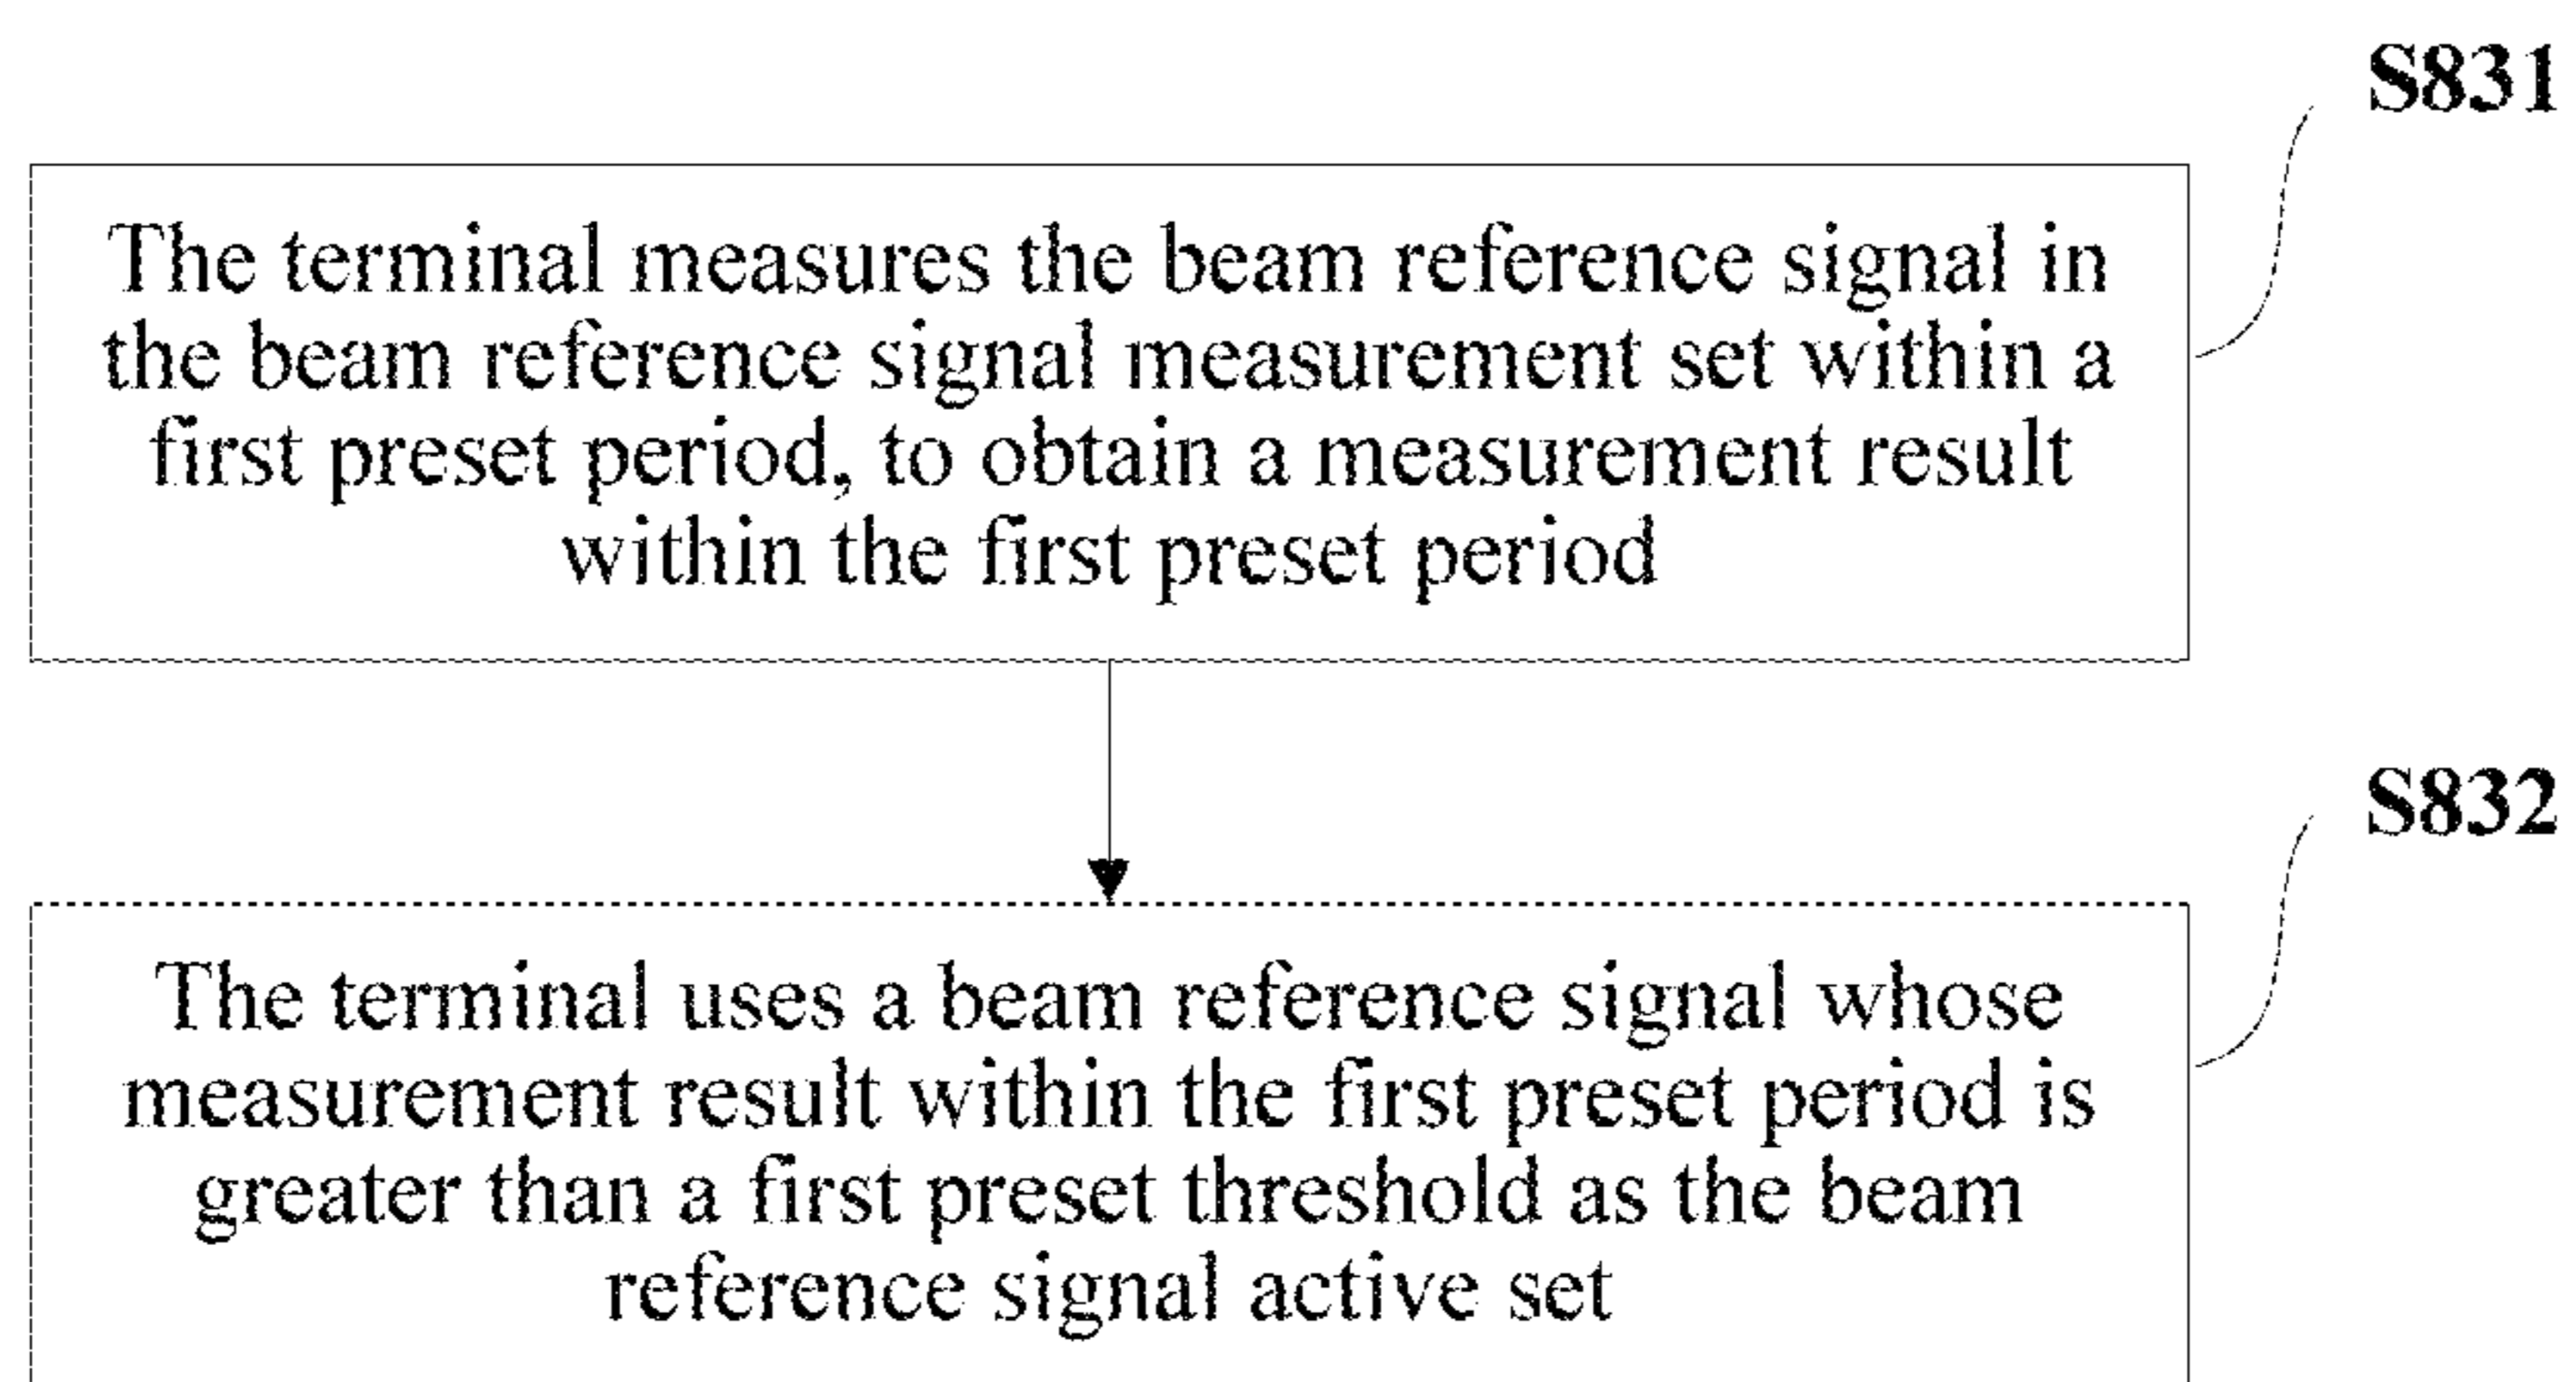 S831
The terminal measures the beam reference signal in
the beam reference signal measurement set within a
first preset period, to obtain a measurement result
within the first preset period
S832
The terminal uses a beam reference signal whose
measurement result within the first preset period is
greater than a first preset threshold as the beam
reference signal active set